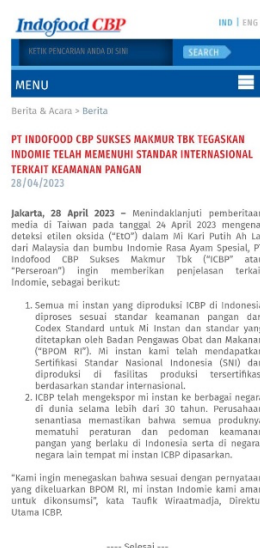 Indofood CBP
IND | ENG
KETIK PENCARIAN ANDA DI SINI
SEARCH
MENU
Berita & Acara > Berita
PT INDOFOOD CBP SUKSES MAKMUR TBK TEGASKAN
INDOMIE TELAH MEMENUHI STANDAR INTERNASIONAL
TERKAIT KEAMANAN PANGAN
28/04/2023
Jakarta, 28 April 2023 – Menindaklanjuti pemberitaan
media di Taiwan pada tanggal 24 April 2023 mengenai
deteksi etilen oksida ("EtO") dalam Mi Kari Putih Ah La
dari Malaysia dan bumbu Indomie Rasa Ayam Spesial, PT
Indofood CBP Sukses Makmur Tbk ("ICBP" atau
"Perseroan") ingin memberikan penjelasan terkait
Indomie, sebagai berikut:
1. Semua mi instan yang diproduksi ICBP di Indonesia
diproses sesuai standar keamanan pangan dari
Codex Standard untuk Mi Instan dan standar yang
ditetapkan oleh Badan Pengawas Obat dan Makanan
("BPOM RI"). Mi instan kami telah mendapatkan
Sertifikasi Standar Nasional Indonesia (SNI) dan
diproduksi di fasilitas produksi tersertifikasi
berdasarkan standar internasional.
2. ICBP telah mengekspor mi instan ke berbagai negara
di dunia selama lebih dari 30 tahun. Perusahaan
senantiasa memastikan bahwa semua produknya
mematuhi peraturan dan pedoman keamanan
pangan yang berlaku di Indonesia serta di negara-
negara lain tempat mi instan ICBP dipasarkan.
"Kami ingin menegaskan bahwa sesuai dengan pernyataan
yang dikeluarkan BPOM RI, mi instan Indomie kami aman
untuk dikonsumsi", kata Taufik Wiraatmadja, Direktur
Utama ICBP.
---- Selesai ---